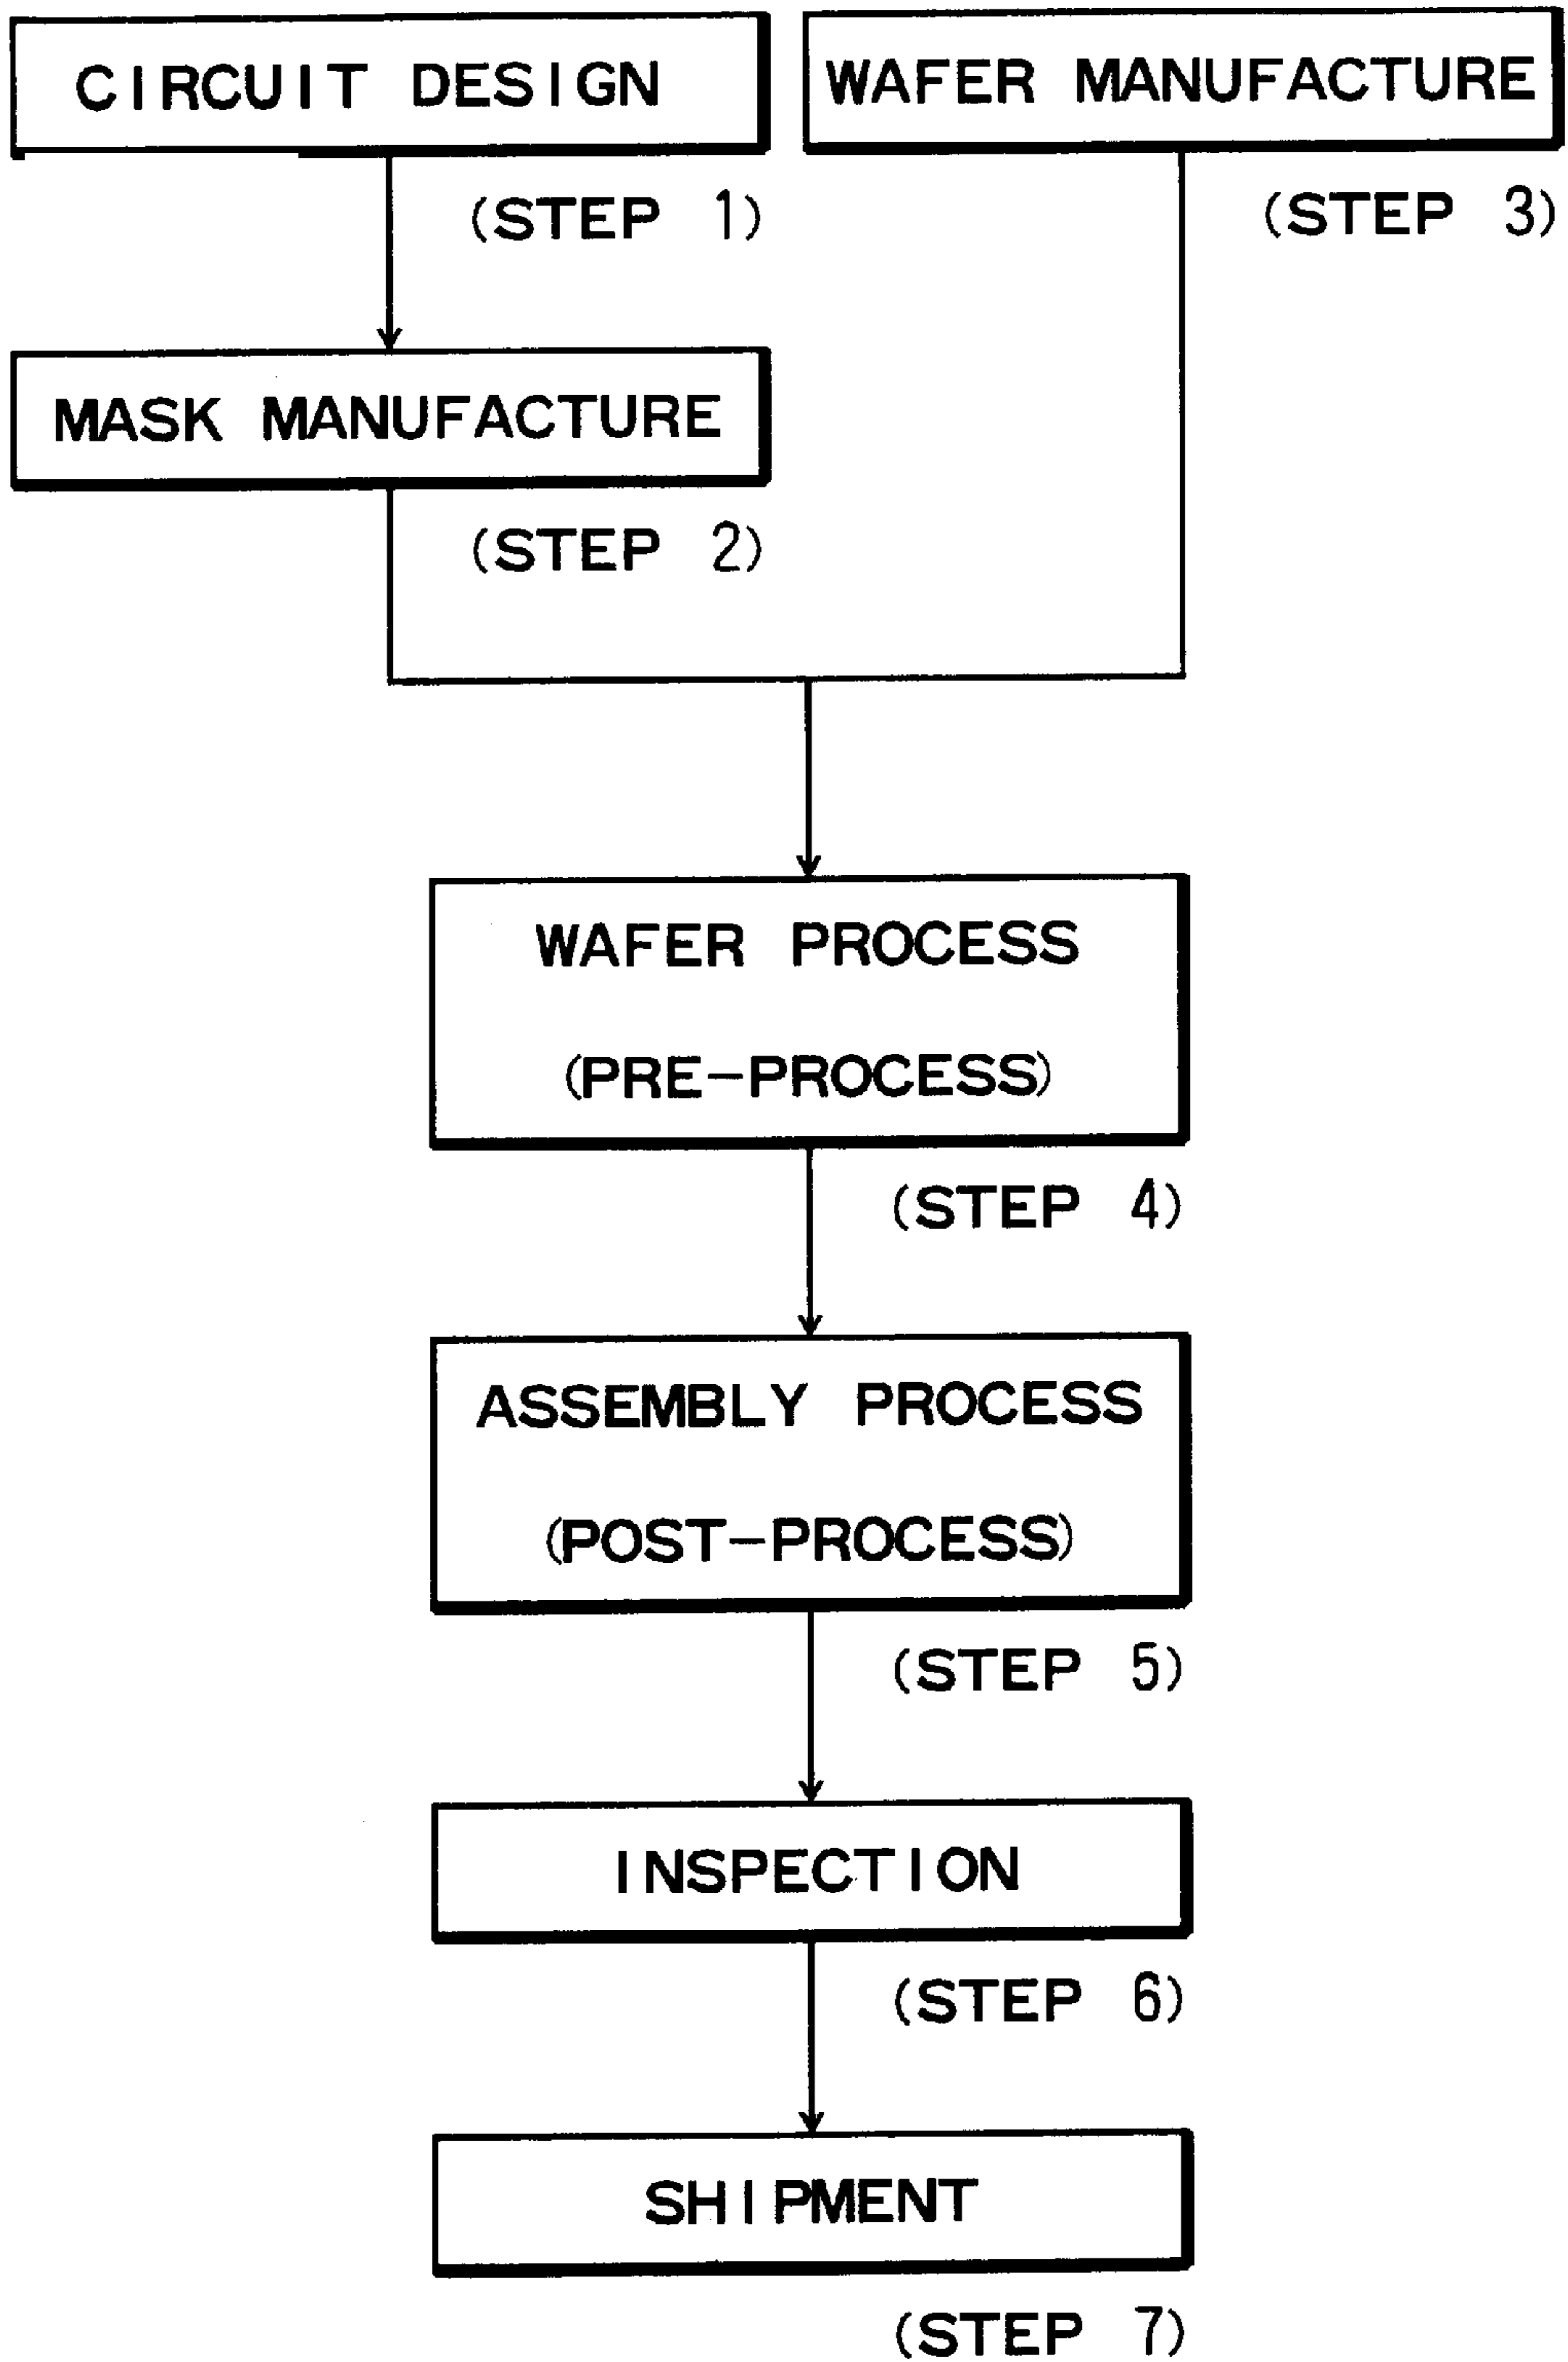 CIRCUIT DESIGN
(STEP 1)
WAFER MANUFACTURE
(STEP 3)
MASK MANUFACTURE
(STEP 2)
WAFER PROCESS
(PRE-PROCESS)
(STEP 4)
ASSEMBLY PROCESS
(POST-PROCESS)
(STEP 5)
INSPECTION
(STEP 6)
SHIPMENT
(STEP 7)